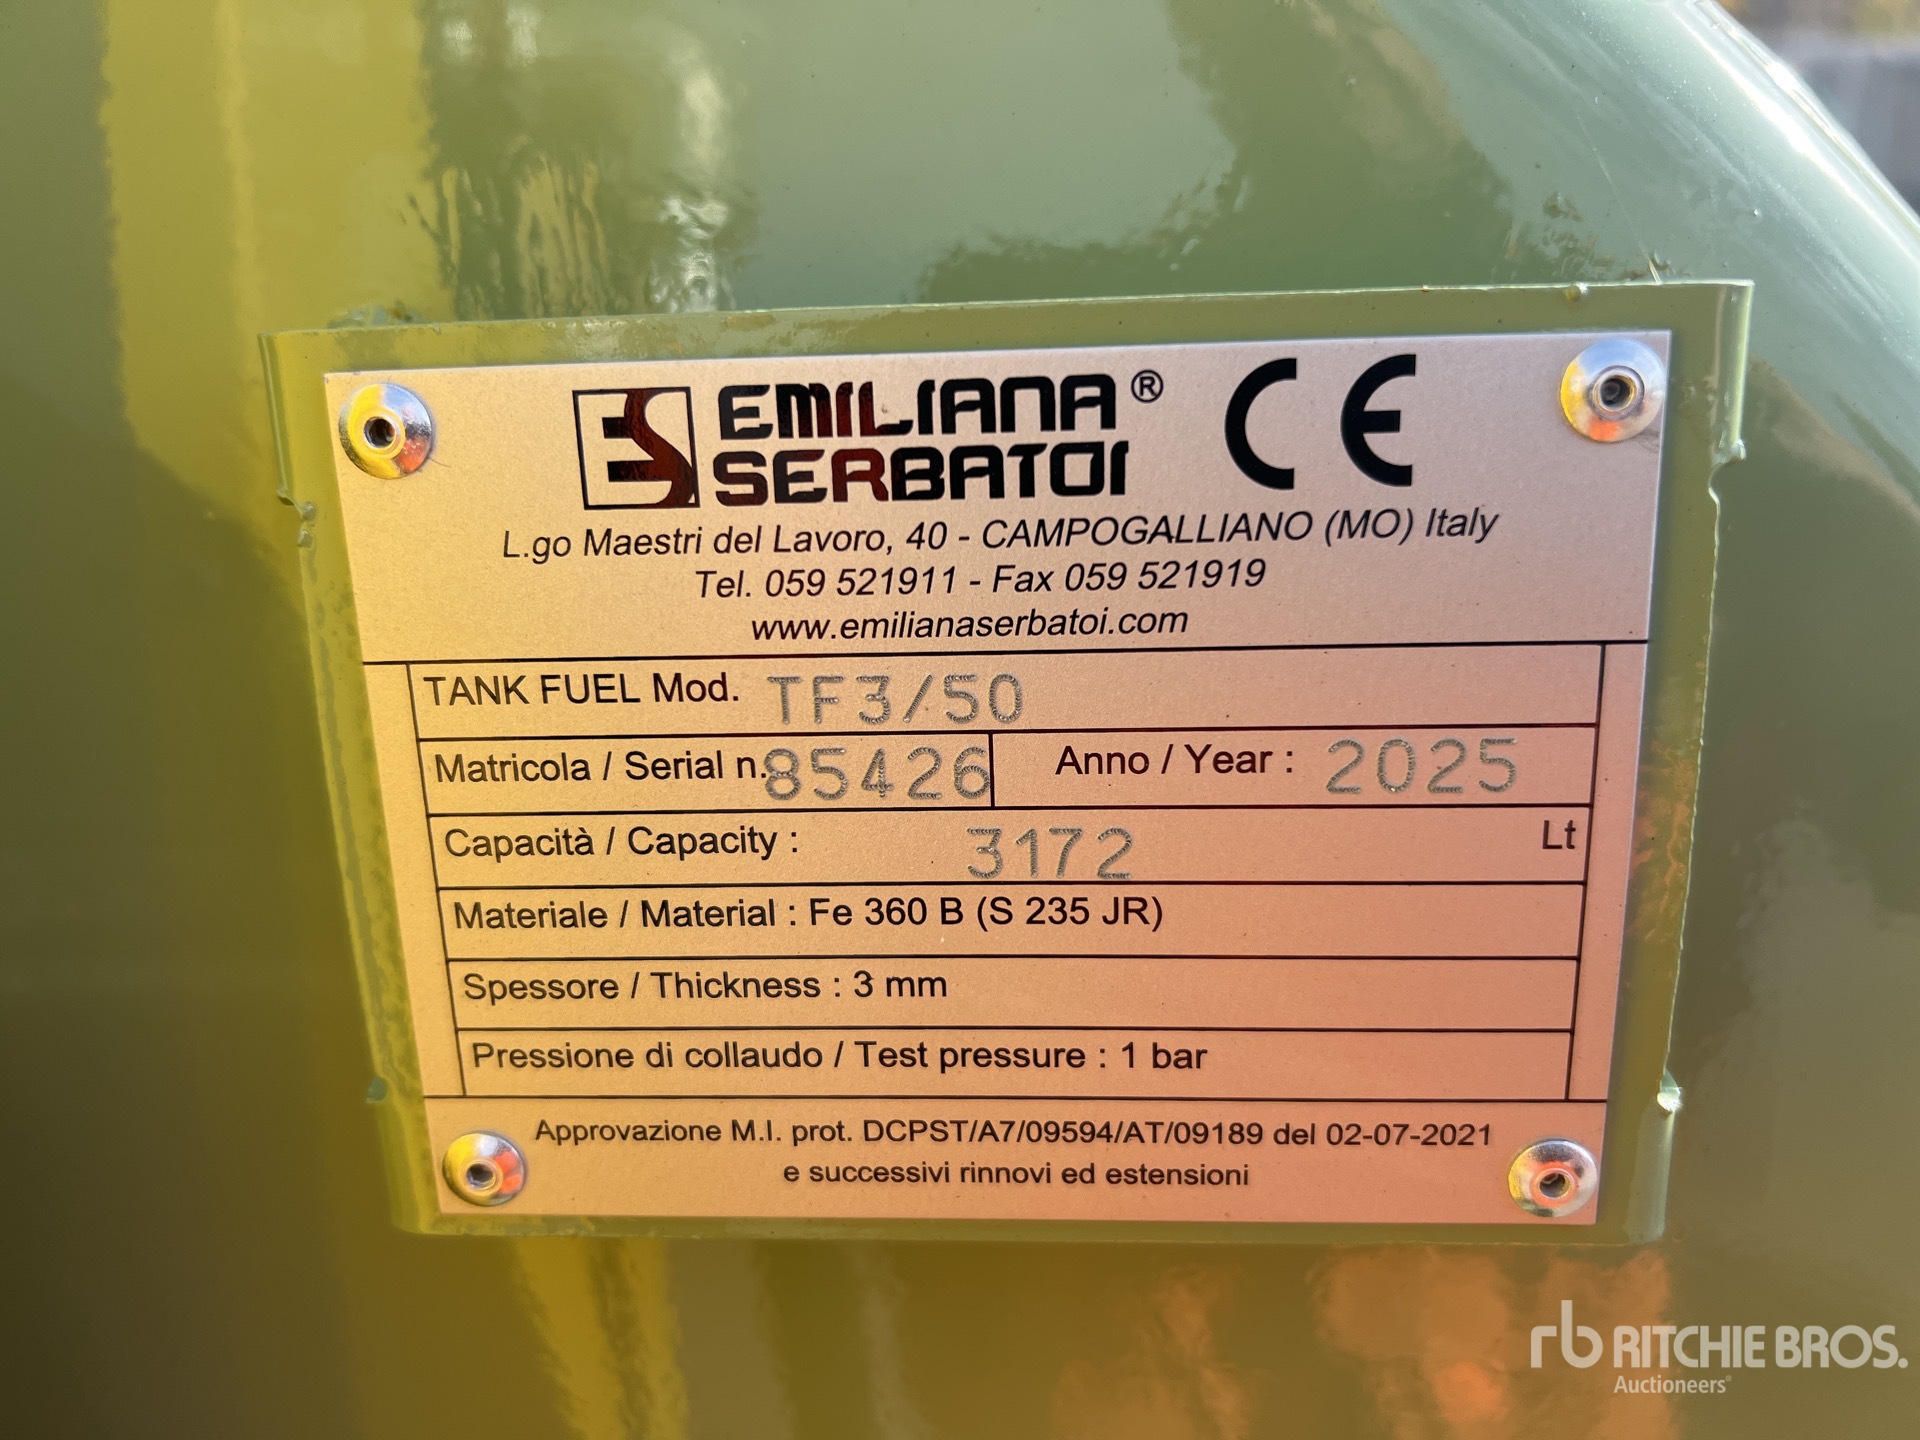 ES EMILIANA® CE
SERBATOI
L.go Maestri del Lavoro, 40 - CAMPOGALLIANO (MO) Italy
Tel. 059 521911 - Fax 059 521919
www.emilianaserbatoi.com
TANK FUEL Mod. TF3/50
Matricola / Serial n. 85426 Anno / Year : 2025
Capacità / Capacity : 3172 Lt
Materiale / Material : Fe 360 B (S 235 JR)
Spessore / Thickness : 3 mm
Pressione di collaudo / Test pressure : 1 bar
Approvazione M.I. prot. DCPST/A7/09594/AT/09189 del 02-07-2021
e successivi rinnovi ed estensioni
rb RITCHIE BROS.
Auctioneers